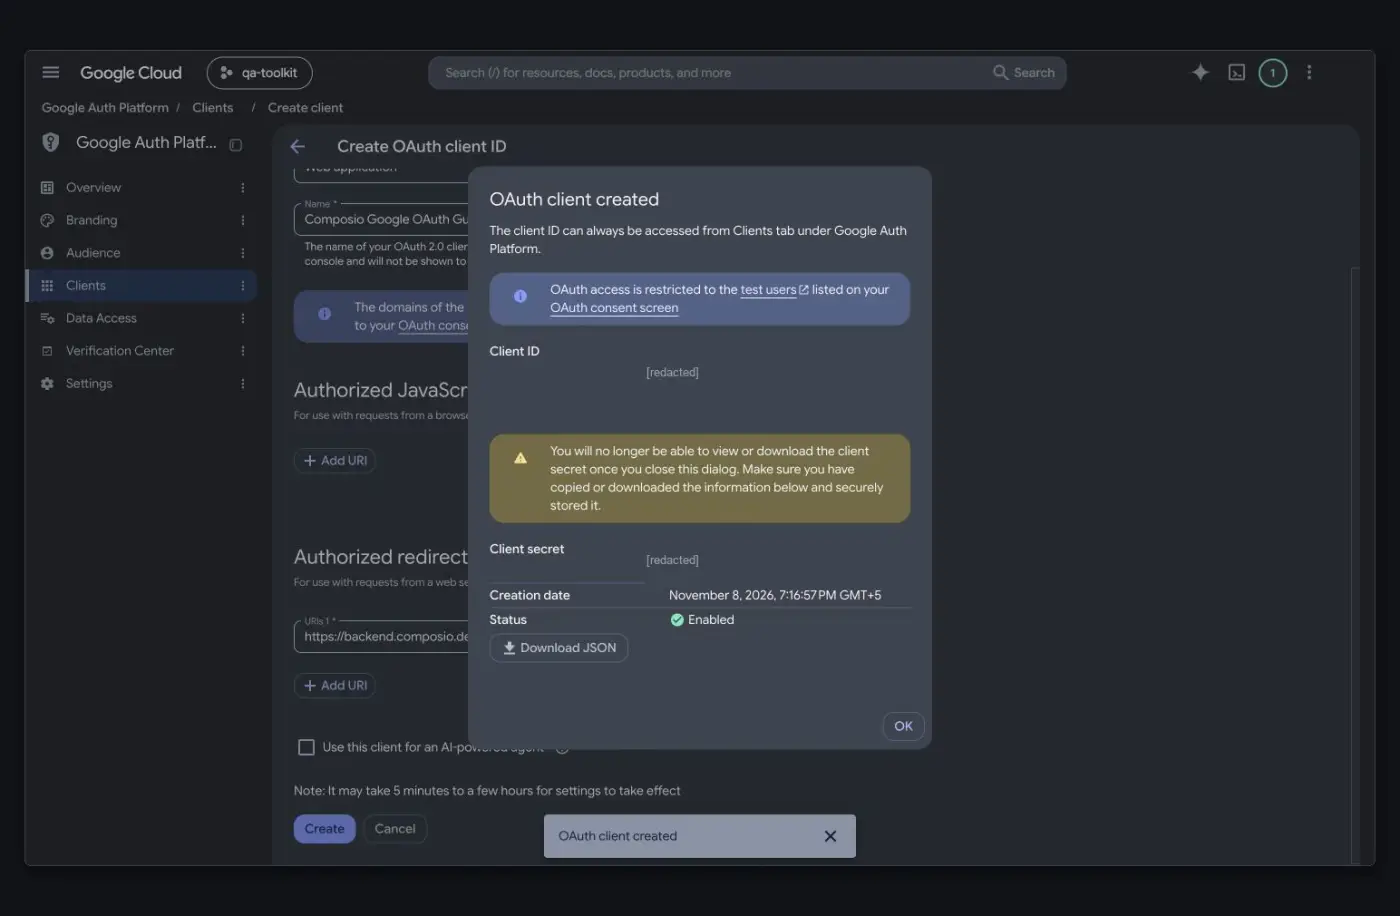 Google Cloud
qa-toolkit
Search (/) for resources, docs, products, and more
Search
1
Google Auth Platform / Clients / Create client
Google Auth Platf...
Overview
Branding
Audience
Clients
Data Access
Verification Center
Settings
Create OAuth client ID
Web application
Name *
Composio Google OAuth Gu
The name of your OAuth 2.0 clien
console and will not be shown to
The domains of the
to your OAuth conse
Authorized JavaScr
For use with requests from a browse
+ Add URI
Authorized redirect
For use with requests from a web se
URIs 1 *
https://backend.composio.de
+ Add URI
Use this client for an AI-powered agent
Note: It may take 5 minutes to a few hours for settings to take effect
Create
Cancel
OAuth client created
The client ID can always be accessed from Clients tab under Google Auth
Platform.
OAuth access is restricted to the test users listed on your
OAuth consent screen
Client ID
[redacted]
You will no longer be able to view or download the client
secret once you close this dialog. Make sure you have
copied or downloaded the information below and securely
stored it.
Client secret
[redacted]
Creation date
November 8, 2026, 7:16:57 PM GMT+5
Status
Enabled
Download JSON
OK
OAuth client created